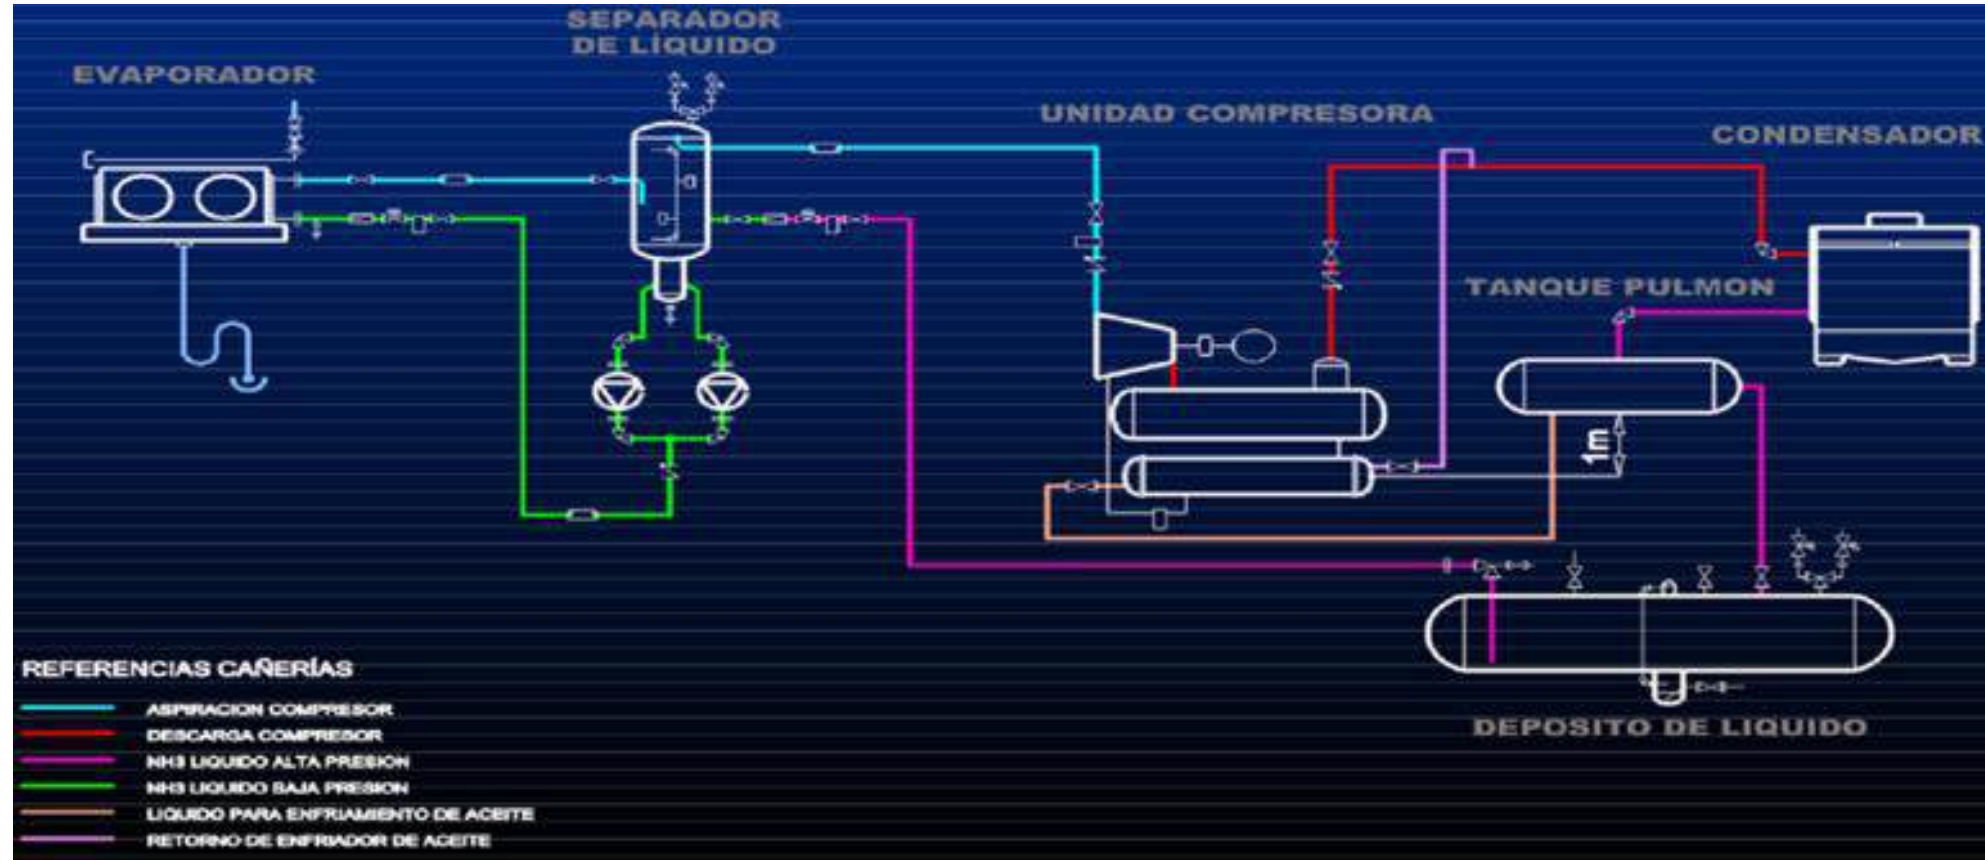 SEPARADOR
DE LÍQUIDO
EVAPORADOR
UNIDAD COMPRESORA
CONDENSADOR
TANQUE PULMON
1m
DEPOSITO DE LIQUIDO
REFERENCIAS CAÑERÍAS
ASPIRACION COMPRESOR
DESCARGA COMPRESOR
NH3 LIQUIDO ALTA PRESION
NH3 LIQUIDO BAJA PRESION
LIQUIDO PARA ENFRIAMIENTO DE ACEITE
RETORNO DE ENFRIADOR DE ACEITE